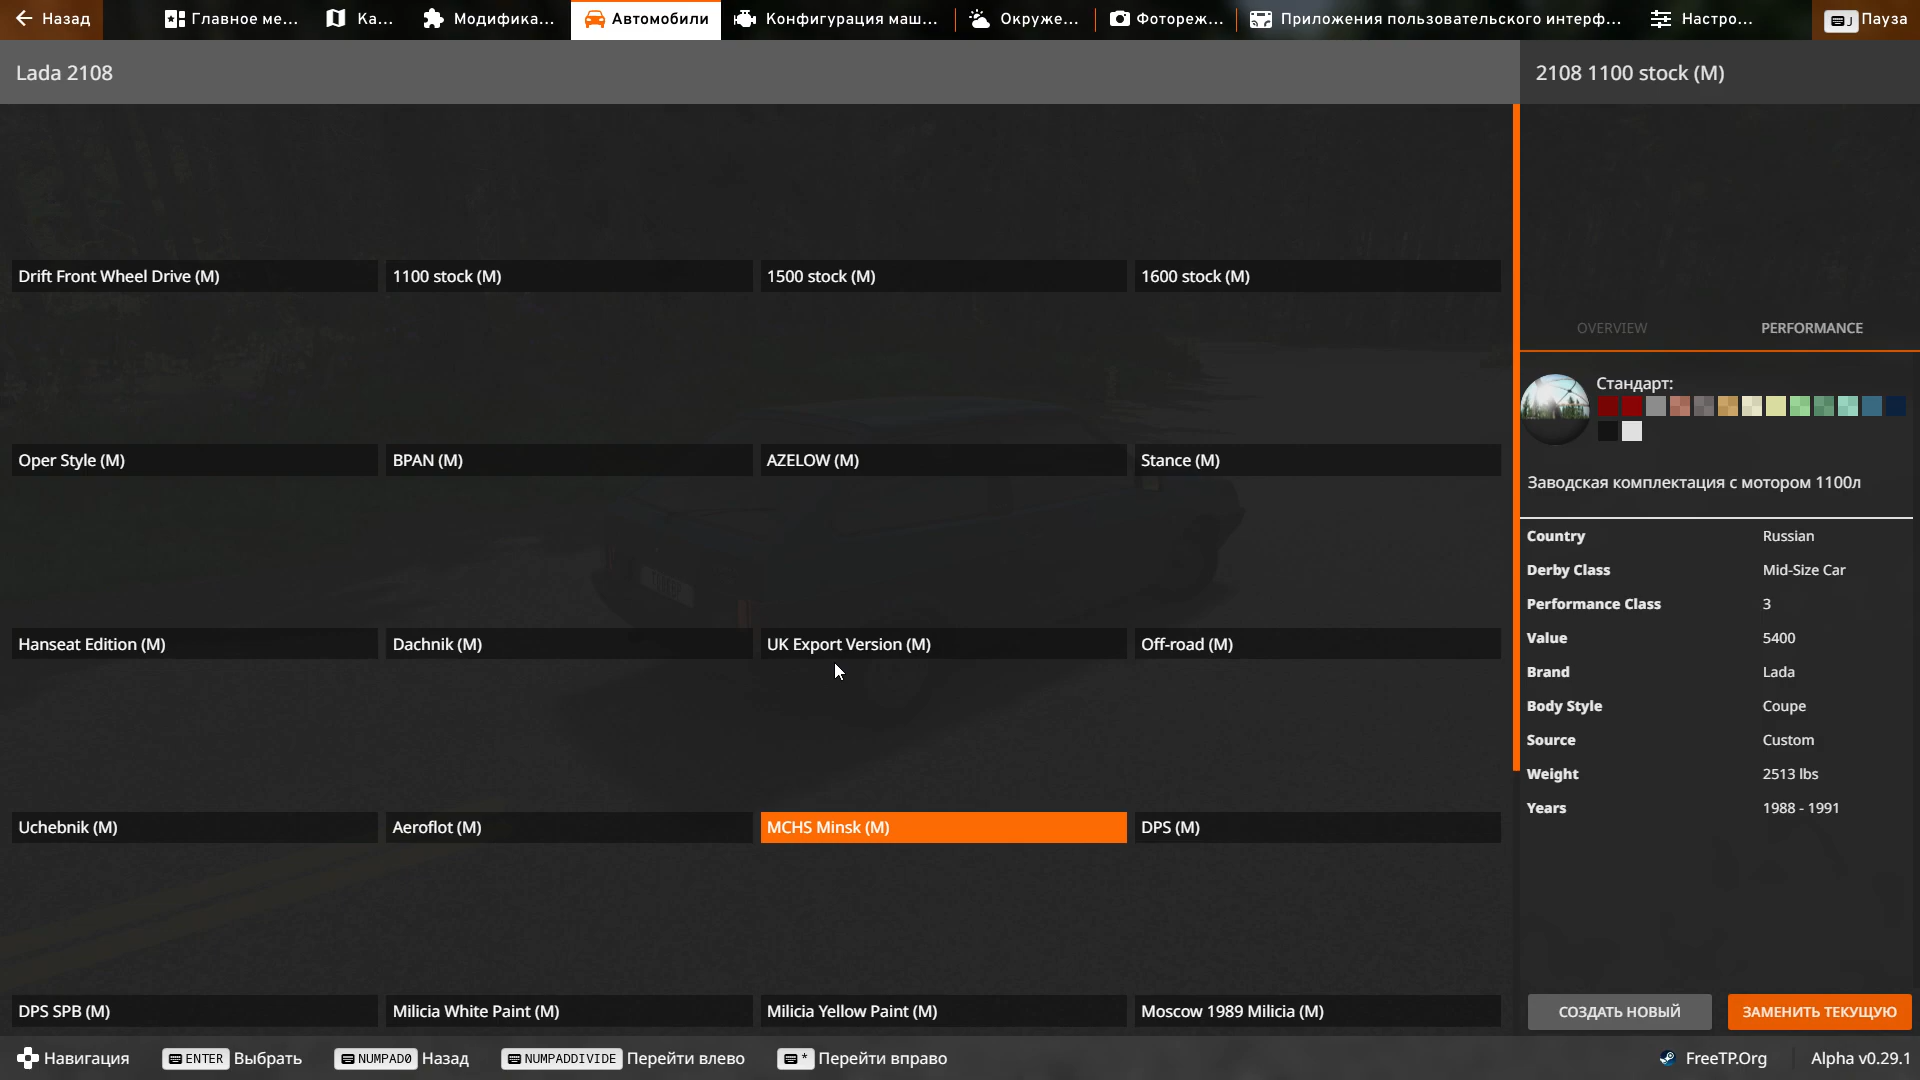 Назад
Главное ме...
Ка...
Модифика...
Автомобили
Конфигурация маш...
Окруже...
Фотореж...
Приложения пользовательского интерф...
Настро...
J Пауза
Lada 2108
2108 1100 stock (M)
Drift Front Wheel Drive (M)
1100 stock (M)
1500 stock (M)
1600 stock (M)
OVERVIEW
PERFORMANCE
Стандарт:
Oper Style (M)
BPAN (M)
AZELOW (M)
Stance (M)
Заводская комплектация с мотором 1100л
Country Russian
Derby Class Mid-Size Car
Performance Class 3
Value 5400
Hanseat Edition (M)
Dachnik (M)
UK Export Version (M)
Off-road (M)
Brand Lada
Body Style Coupe
Source Custom
Weight 2513 lbs
Years 1988 - 1991
Uchebnik (M)
Aeroflot (M)
MCHS Minsk (M)
DPS (M)
DPS SPB (M)
Milicia White Paint (M)
Milicia Yellow Paint (M)
Moscow 1989 Milicia (M)
СОЗДАТЬ НОВЫЙ
ЗАМЕНИТЬ ТЕКУЩУЮ
Навигация
ENTER Выбрать
NUMPAD0 Назад
NUMPADDIVIDE Перейти влево
* Перейти вправо
FreeTP.Org
Alpha v0.29.1